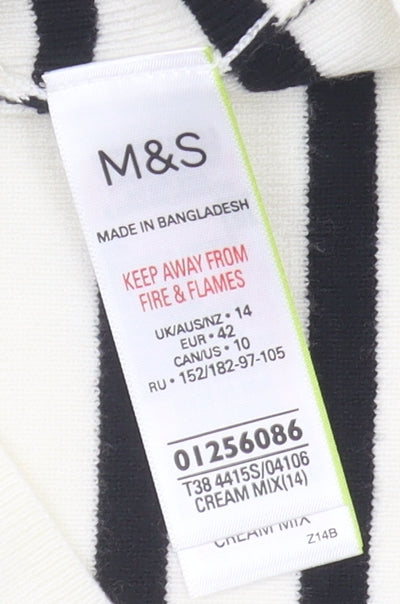 M&S
MADE IN BANGLADESH
KEEP AWAY FROM
FIRE & FLAMES
UK/AUS/NZ • 14
EUR • 42
CAN/US • 10
RU • 152/182-97-105
01256086
T38 4415S/04106
CREAM MIX(14)
CREAM MIX
Z14B